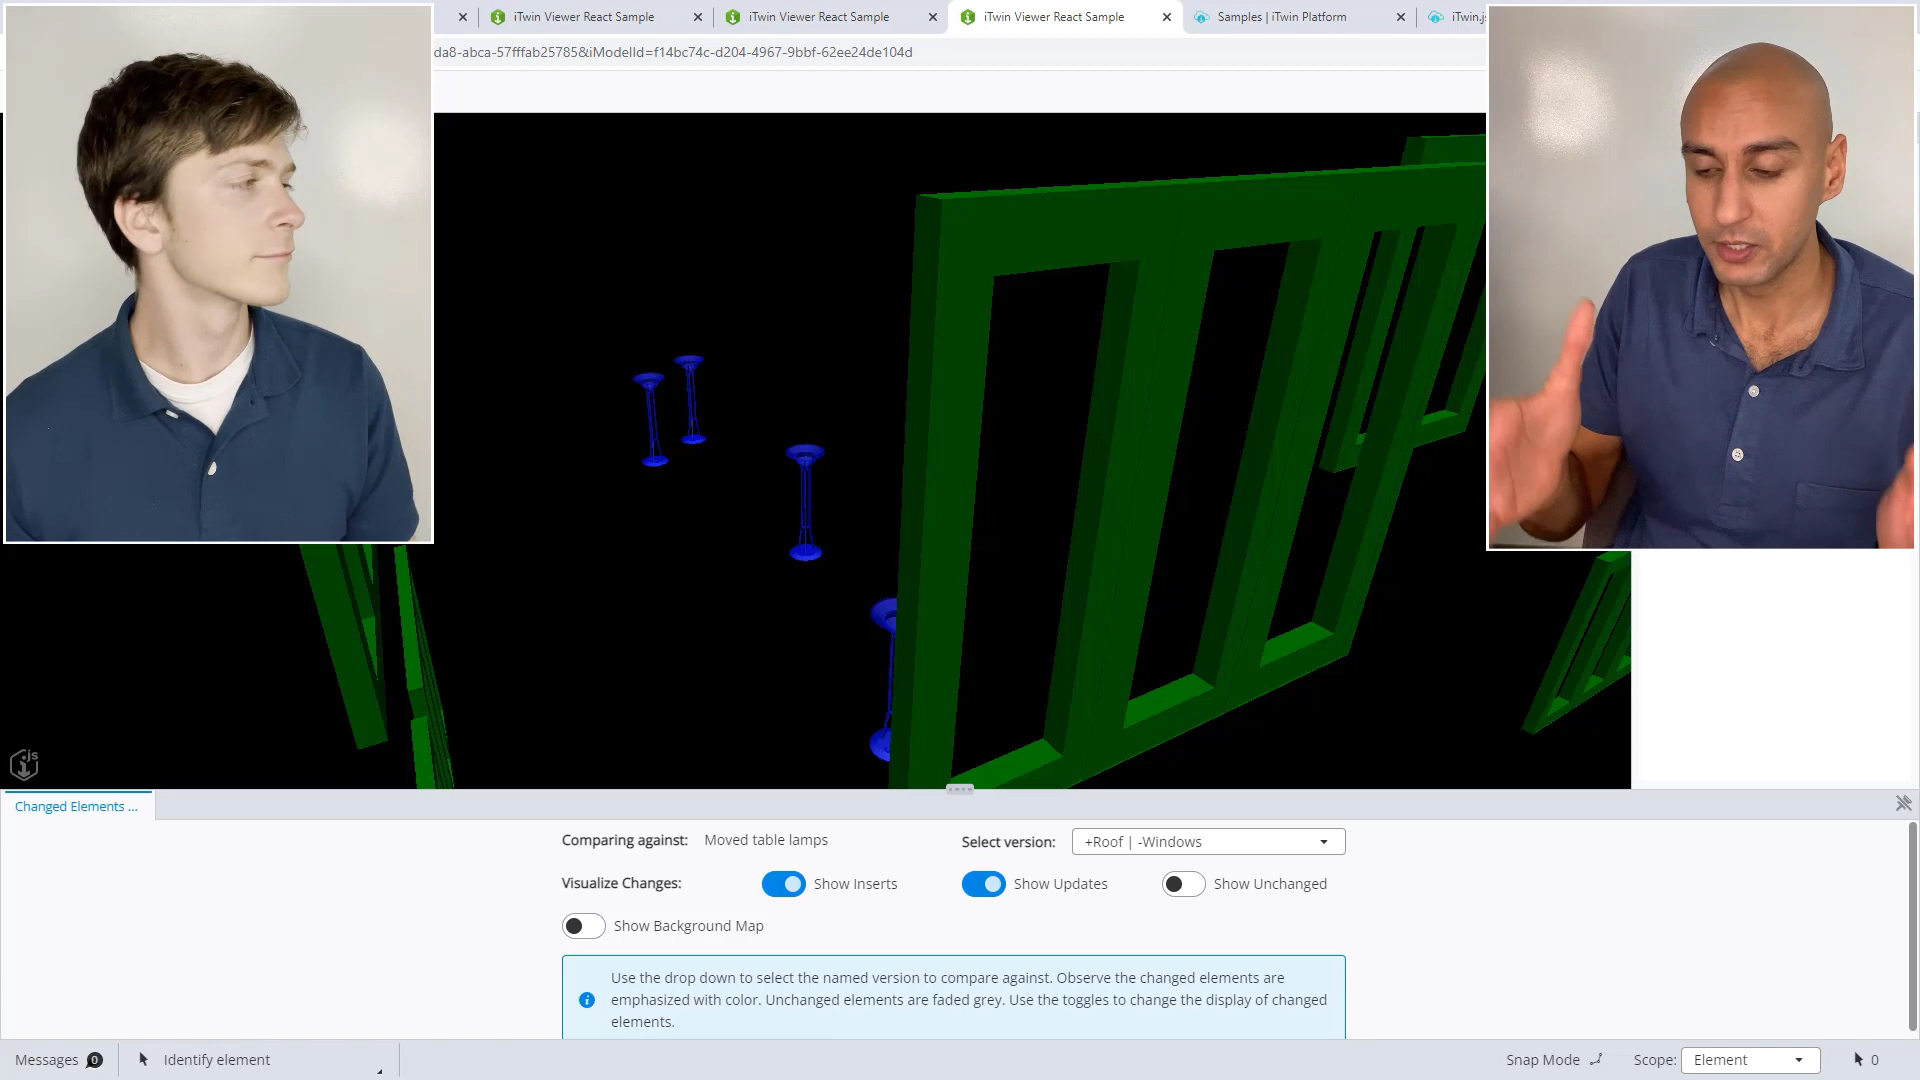 iTwin Viewer React Sample
iTwin Viewer React Sample
iTwin Viewer React Sample
Samples | iTwin Platform
iTwin.js
da8-abca-57fffab25785&iModelId=f14bc74c-d204-4967-9bbf-62ee24de104d
js
Changed Elements ...
Comparing against: Moved table lamps
Select version: +Roof | -Windows
Visualize Changes: Show Inserts Show Updates Show Unchanged
Show Background Map
Use the drop down to select the named version to compare against. Observe the changed elements are
emphasized with color. Unchanged elements are faded grey. Use the toggles to change the display of changed
elements.
Messages 0 Identify element
Snap Mode Scope: Element 0